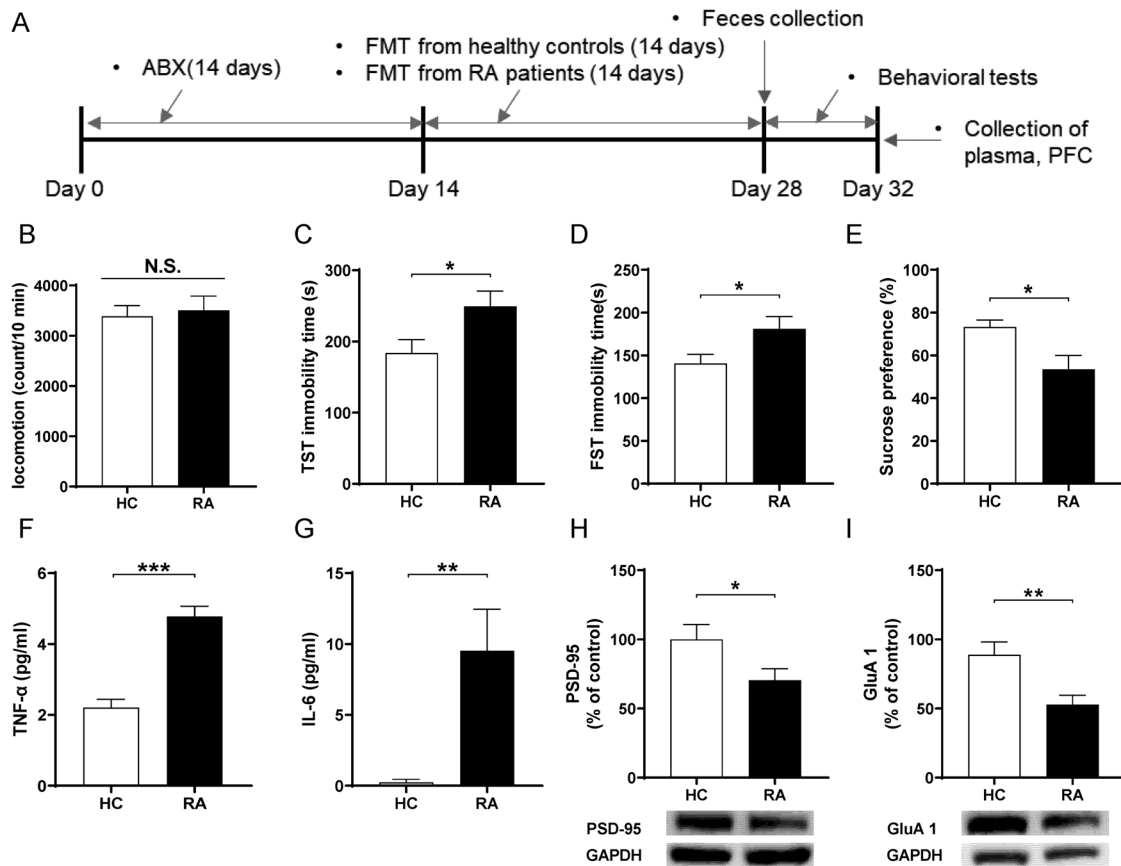 A
• ABX(14 days)
• FMT from healthy controls (14 days)
• FMT from RA patients (14 days)
• Feces collection
• Behavioral tests
• Collection of
plasma, PFC
Day 0
Day 14
Day 28
Day 32
B
locomotion (count/10 min)
4000
3000
2000
1000
0
N.S.
HC
RA
C
TST immobility time (s)
300
200
100
0
*
HC
RA
D
FST immobility time(s)
250
200
150
100
50
0
*
HC
RA
E
Sucrose preference (%)
100
80
60
40
20
0
*
HC
RA
F
TNF-α (pg/ml)
6
4
2
0
***
HC
RA
G
IL-6 (pg/ml)
15
10
5
0
**
HC
RA
H
PSD-95
(% of control)
150
100
50
0
*
HC
RA
PSD-95
GAPDH
I
GluA 1
(% of control)
150
100
50
0
**
HC
RA
GluA 1
GAPDH